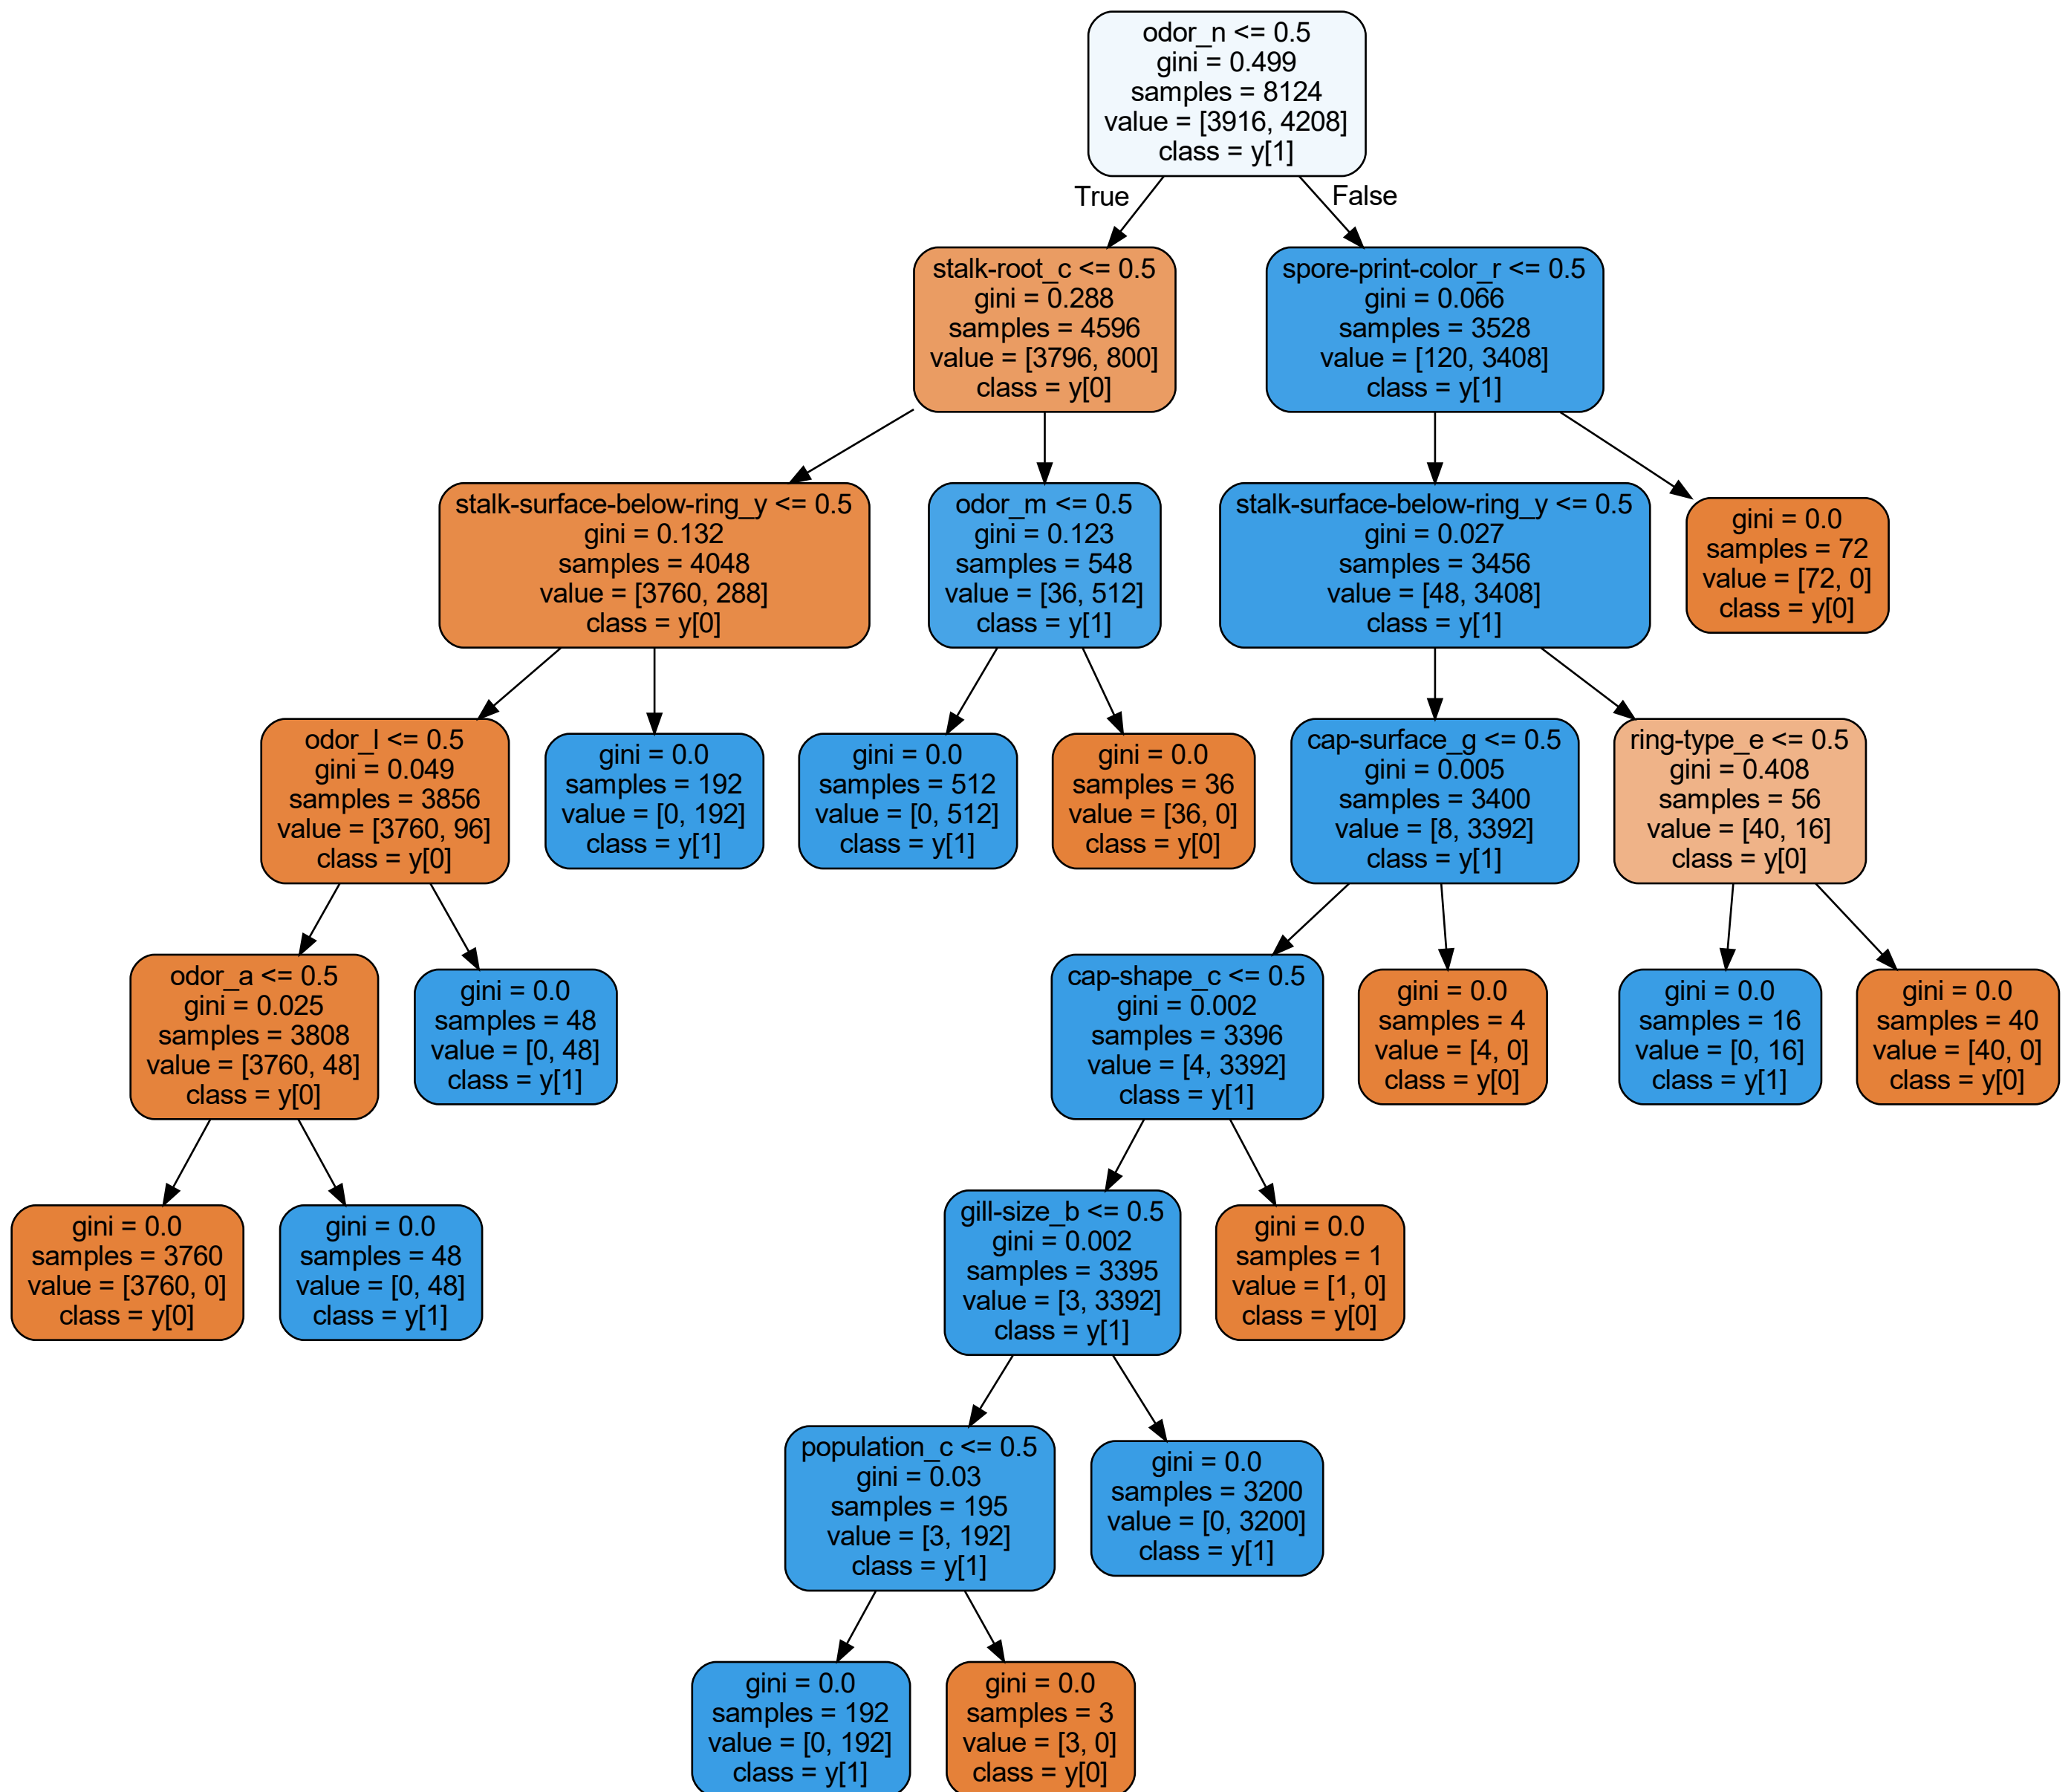 odor_n <= 0.5
gini = 0.499
samples = 8124
value = [3916, 4208]
class = y[1]
True
False
stalk-root_c <= 0.5
gini = 0.288
samples = 4596
value = [3796, 800]
class = y[0]
spore-print-color_r <= 0.5
gini = 0.066
samples = 3528
value = [120, 3408]
class = y[1]
stalk-surface-below-ring_y <= 0.5
gini = 0.132
samples = 4048
value = [3760, 288]
class = y[0]
odor_m <= 0.5
gini = 0.123
samples = 548
value = [36, 512]
class = y[1]
stalk-surface-below-ring_y <= 0.5
gini = 0.027
samples = 3456
value = [48, 3408]
class = y[1]
gini = 0.0
samples = 72
value = [72, 0]
class = y[0]
odor_l <= 0.5
gini = 0.049
samples = 3856
value = [3760, 96]
class = y[0]
gini = 0.0
samples = 192
value = [0, 192]
class = y[1]
gini = 0.0
samples = 512
value = [0, 512]
class = y[1]
gini = 0.0
samples = 36
value = [36, 0]
class = y[0]
cap-surface_g <= 0.5
gini = 0.005
samples = 3400
value = [8, 3392]
class = y[1]
ring-type_e <= 0.5
gini = 0.408
samples = 56
value = [40, 16]
class = y[0]
odor_a <= 0.5
gini = 0.025
samples = 3808
value = [3760, 48]
class = y[0]
gini = 0.0
samples = 48
value = [0, 48]
class = y[1]
cap-shape_c <= 0.5
gini = 0.002
samples = 3396
value = [4, 3392]
class = y[1]
gini = 0.0
samples = 4
value = [4, 0]
class = y[0]
gini = 0.0
samples = 16
value = [0, 16]
class = y[1]
gini = 0.0
samples = 40
value = [40, 0]
class = y[0]
gini = 0.0
samples = 3760
value = [3760, 0]
class = y[0]
gini = 0.0
samples = 48
value = [0, 48]
class = y[1]
gill-size_b <= 0.5
gini = 0.002
samples = 3395
value = [3, 3392]
class = y[1]
gini = 0.0
samples = 1
value = [1, 0]
class = y[0]
population_c <= 0.5
gini = 0.03
samples = 195
value = [3, 192]
class = y[1]
gini = 0.0
samples = 3200
value = [0, 3200]
class = y[1]
gini = 0.0
samples = 192
value = [0, 192]
class = y[1]
gini = 0.0
samples = 3
value = [3, 0]
class = y[0]